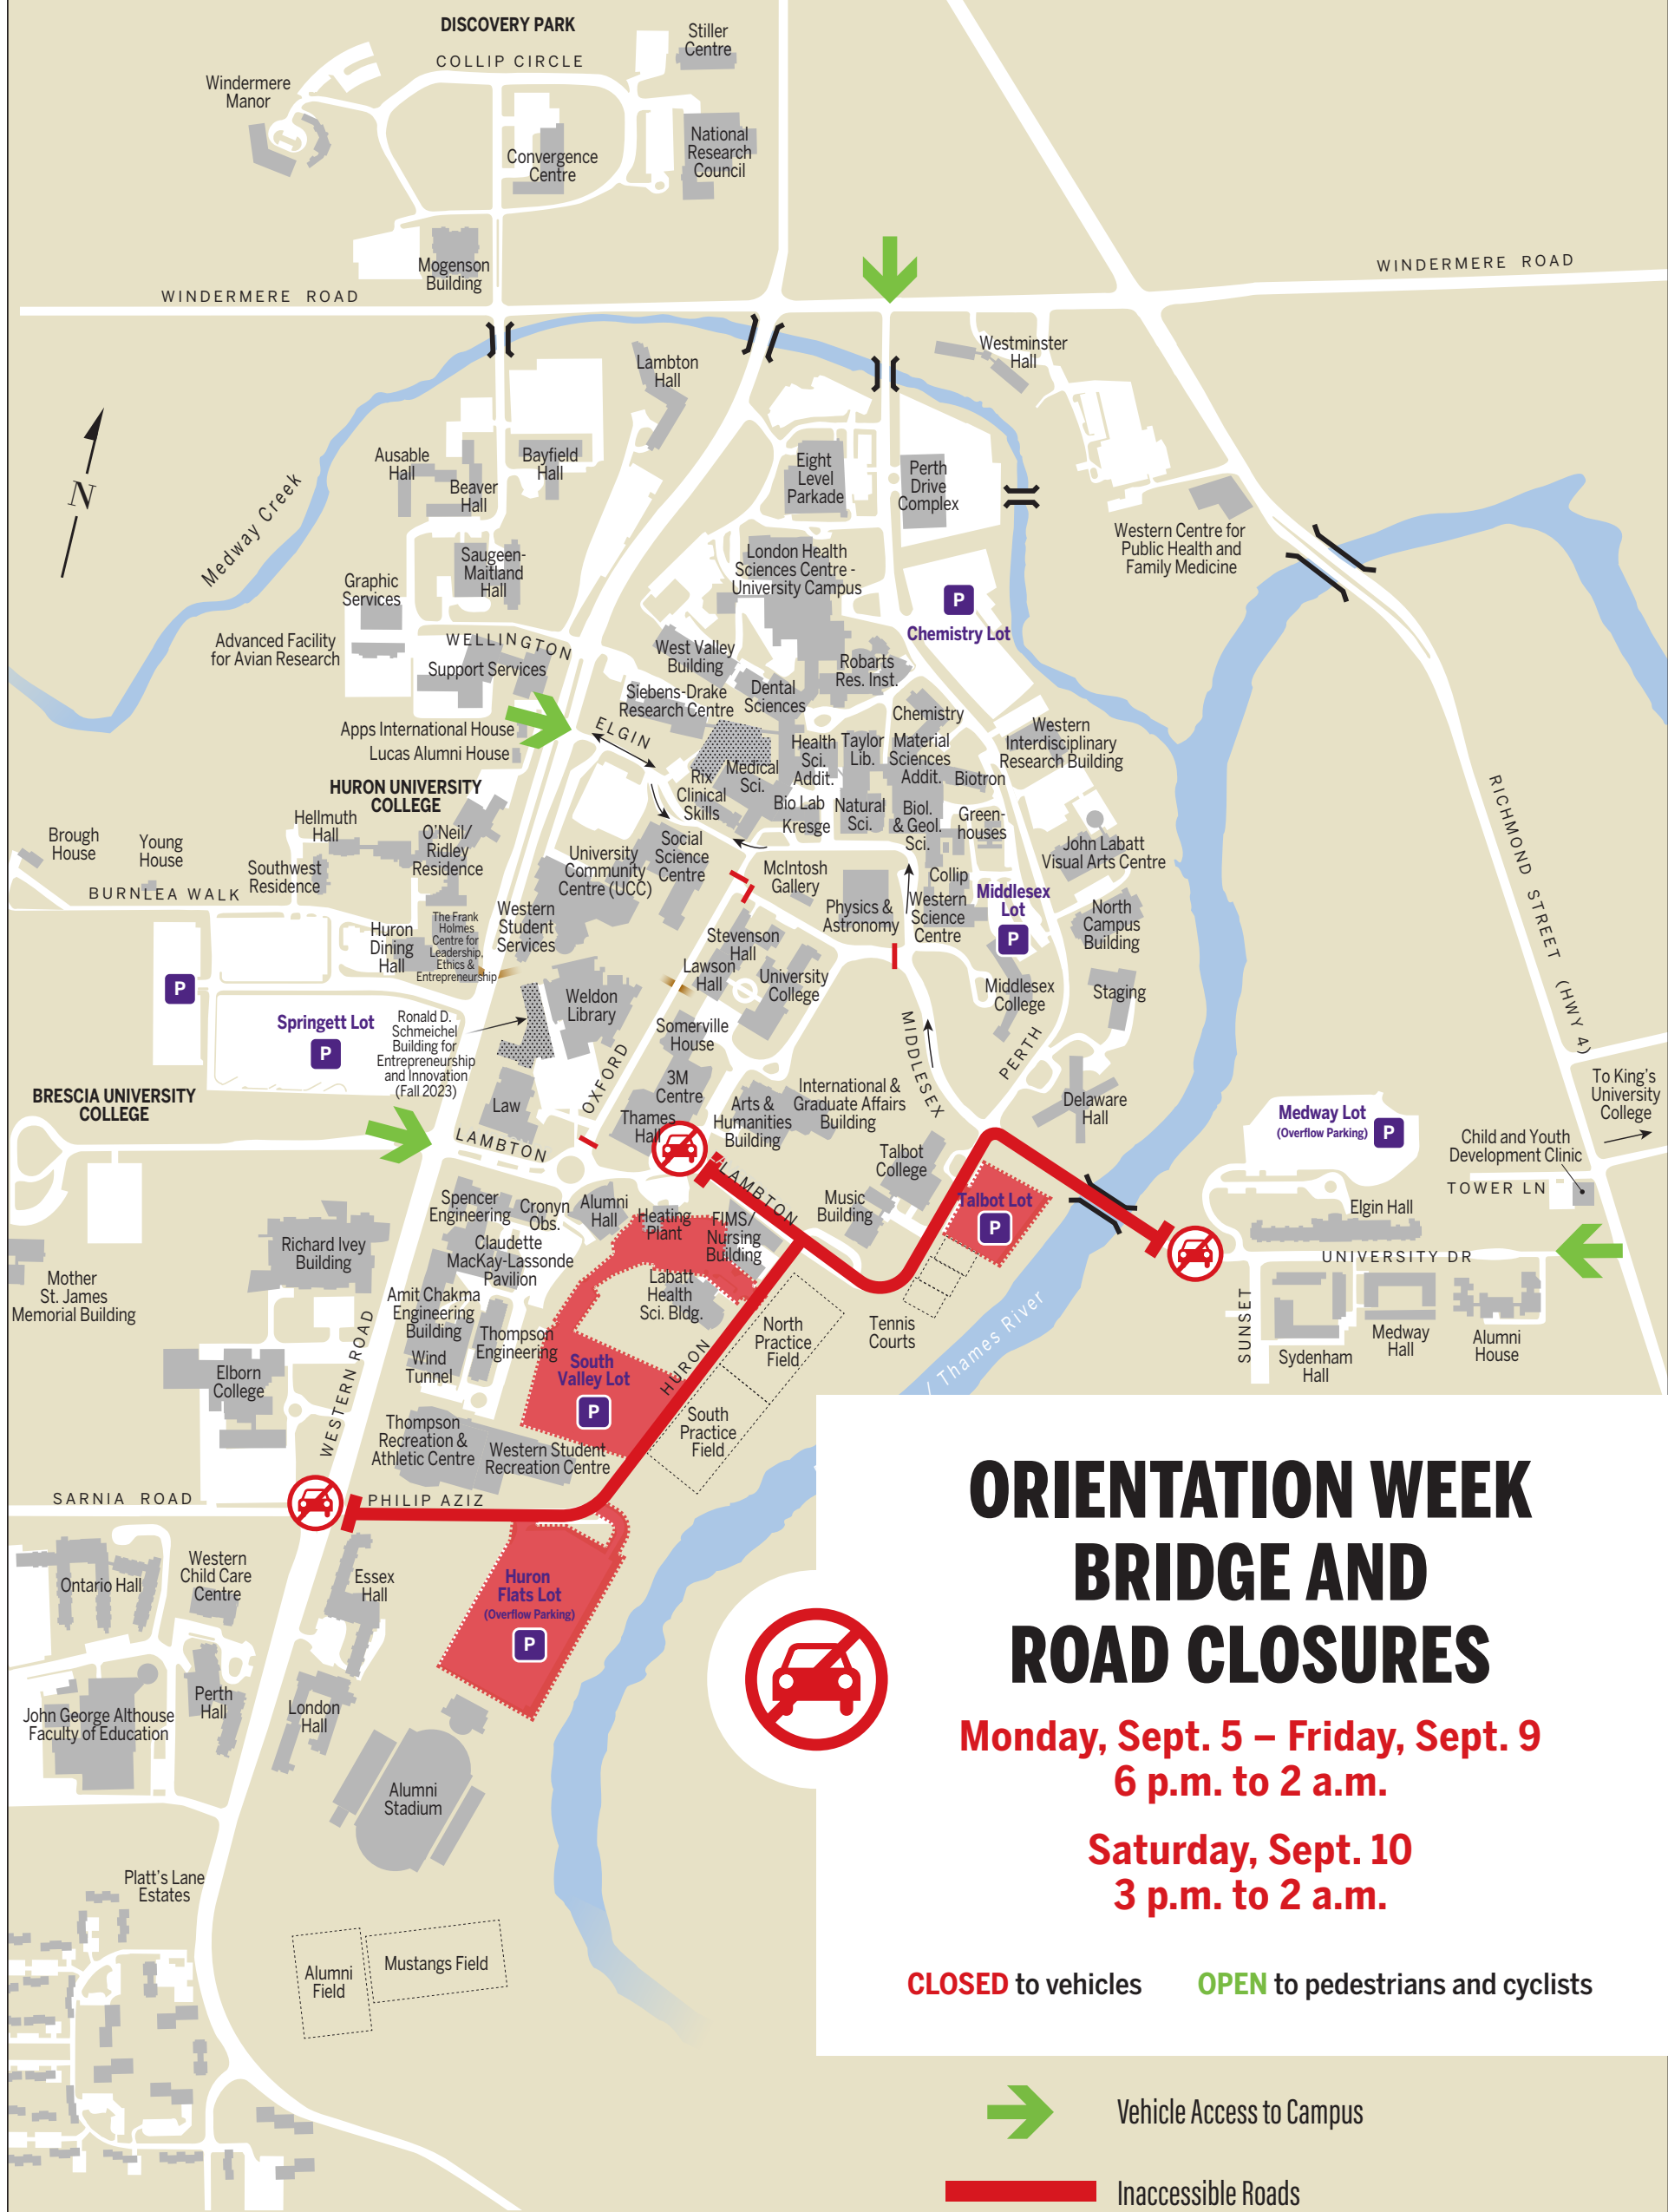 DISCOVERY PARK
COLLIP CIRCLE
Stiller
Centre
Windermere
Manor
Convergence
Centre
National
Research
Council
Mogenson
Building
WINDERMERE ROAD
WINDERMERE ROAD
Westminster
Hall
Lambton
Hall
N
Medway Creek
Ausable
Hall
Beaver
Hall
Bayfield
Hall
Eight
Level
Parkade
Perth
Drive
Complex
Western Centre for
Public Health and
Family Medicine
Saugeen-
Maitland
Hall
Graphic
Services
London Health
Sciences Centre -
University Campus
P
Chemistry Lot
Advanced Facility
for Avian Research
WELLINGTON
Support Services
West Valley
Building
Robarts
Res. Inst.
Siebens-Drake
Research Centre
Dental
Sciences
Apps International House
Lucas Alumni House
ELGIN
Chemistry
Western
Interdisciplinary
Research Building
Health
Sci.
Addit.
Taylor
Lib.
Material
Sciences
Addit.
Biotron
Medical
Sci.
Rix
Clinical
Skills
Bio Lab
Kresge
Natural
Sci.
Biol.
& Geol.
Sci.
Green-
houses
HURON UNIVERSITY
COLLEGE
Hellmuth
Hall
O'Neil/
Ridley
Residence
Brough
House
Young
House
Southwest
Residence
BURNLEA WALK
University
Community
Centre (UCC)
Social
Science
Centre
McIntosh
Gallery
John Labatt
Visual Arts Centre
Collip
Middlesex
Lot
P
Physics &
Astronomy
Western
Science
Centre
North
Campus
Building
RICHMOND STREET (HWY 4)
Huron
Dining
Hall
The Frank
Holmes
Centre for
Leadership,
Ethics &
Entrepreneurship
Western
Student
Services
Stevenson
Hall
Lawson
Hall
University
College
Middlesex
College
Staging
P
Springett Lot
P
Ronald D.
Schmeichel
Building for
Entrepreneurship
and Innovation
(Fall 2023)
Weldon
Library
Somerville
House
OXFORD
MIDDLESEX
PERTH
BRESCIA UNIVERSITY
COLLEGE
Law
3M
Centre
Thames
Hall
Arts &
Humanities
Building
International &
Graduate Affairs
Building
Delaware
Hall
Medway Lot
(Overflow Parking)
P
To King's
University
College
Child and Youth
Development Clinic
TOWER LN
LAMBTON
LAMBTON
Talbot
College
Music
Building
Talbot Lot
P
Elgin Hall
UNIVERSITY DR
Spencer
Engineering
Cronyn
Obs.
Alumni
Hall
Heating
Plant
FIMS/
Nursing
Building
Richard Ivey
Building
Claudette
MacKay-Lassonde
Pavilion
Mother
St. James
Memorial Building
Amit Chakma
Engineering
Building
Thompson
Engineering
Labatt
Health
Sci. Bldg.
North
Practice
Field
Tennis
Courts
SUNSET
Sydenham
Hall
Medway
Hall
Alumni
House
Wind
Tunnel
South
Valley Lot
P
HURON
Thames River
Elborn
College
WESTERN ROAD
South
Practice
Field
Thompson
Recreation &
Athletic Centre
Western Student
Recreation Centre
SARNIA ROAD
PHILIP AZIZ
Ontario Hall
Western
Child Care
Centre
Essex
Hall
Huron
Flats Lot
(Overflow Parking)
P
John George Althouse
Faculty of Education
Perth
Hall
London
Hall
Alumni
Stadium
Platt's Lane
Estates
Alumni
Field
Mustangs Field
ORIENTATION WEEK
BRIDGE AND
ROAD CLOSURES
Monday, Sept. 5 – Friday, Sept. 9
6 p.m. to 2 a.m.
Saturday, Sept. 10
3 p.m. to 2 a.m.
CLOSED to vehicles OPEN to pedestrians and cyclists
Vehicle Access to Campus
Inaccessible Roads